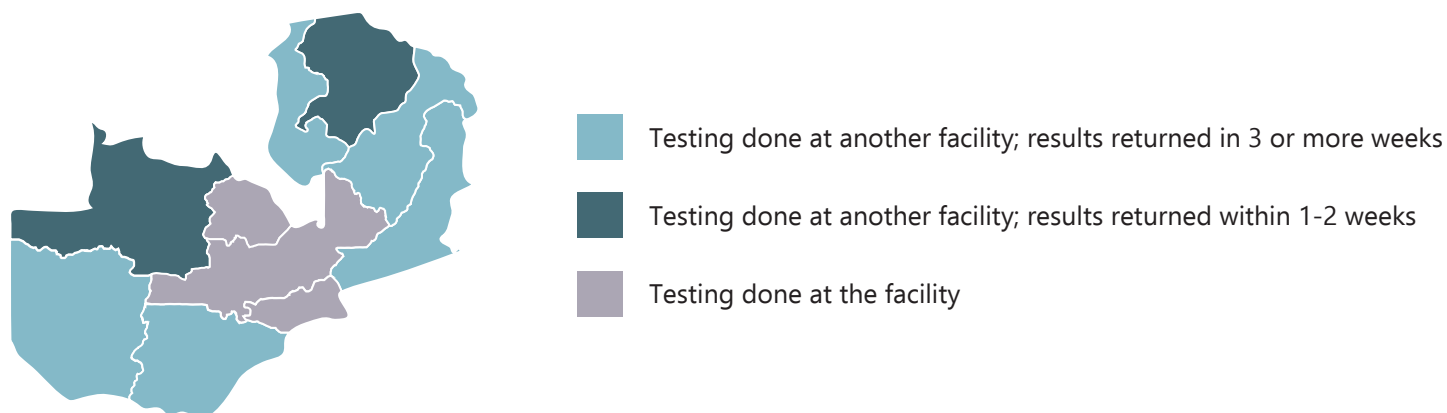 Testing done at another facility; results returned in 3 or more weeks
Testing done at another facility; results returned within 1-2 weeks
Testing done at the facility